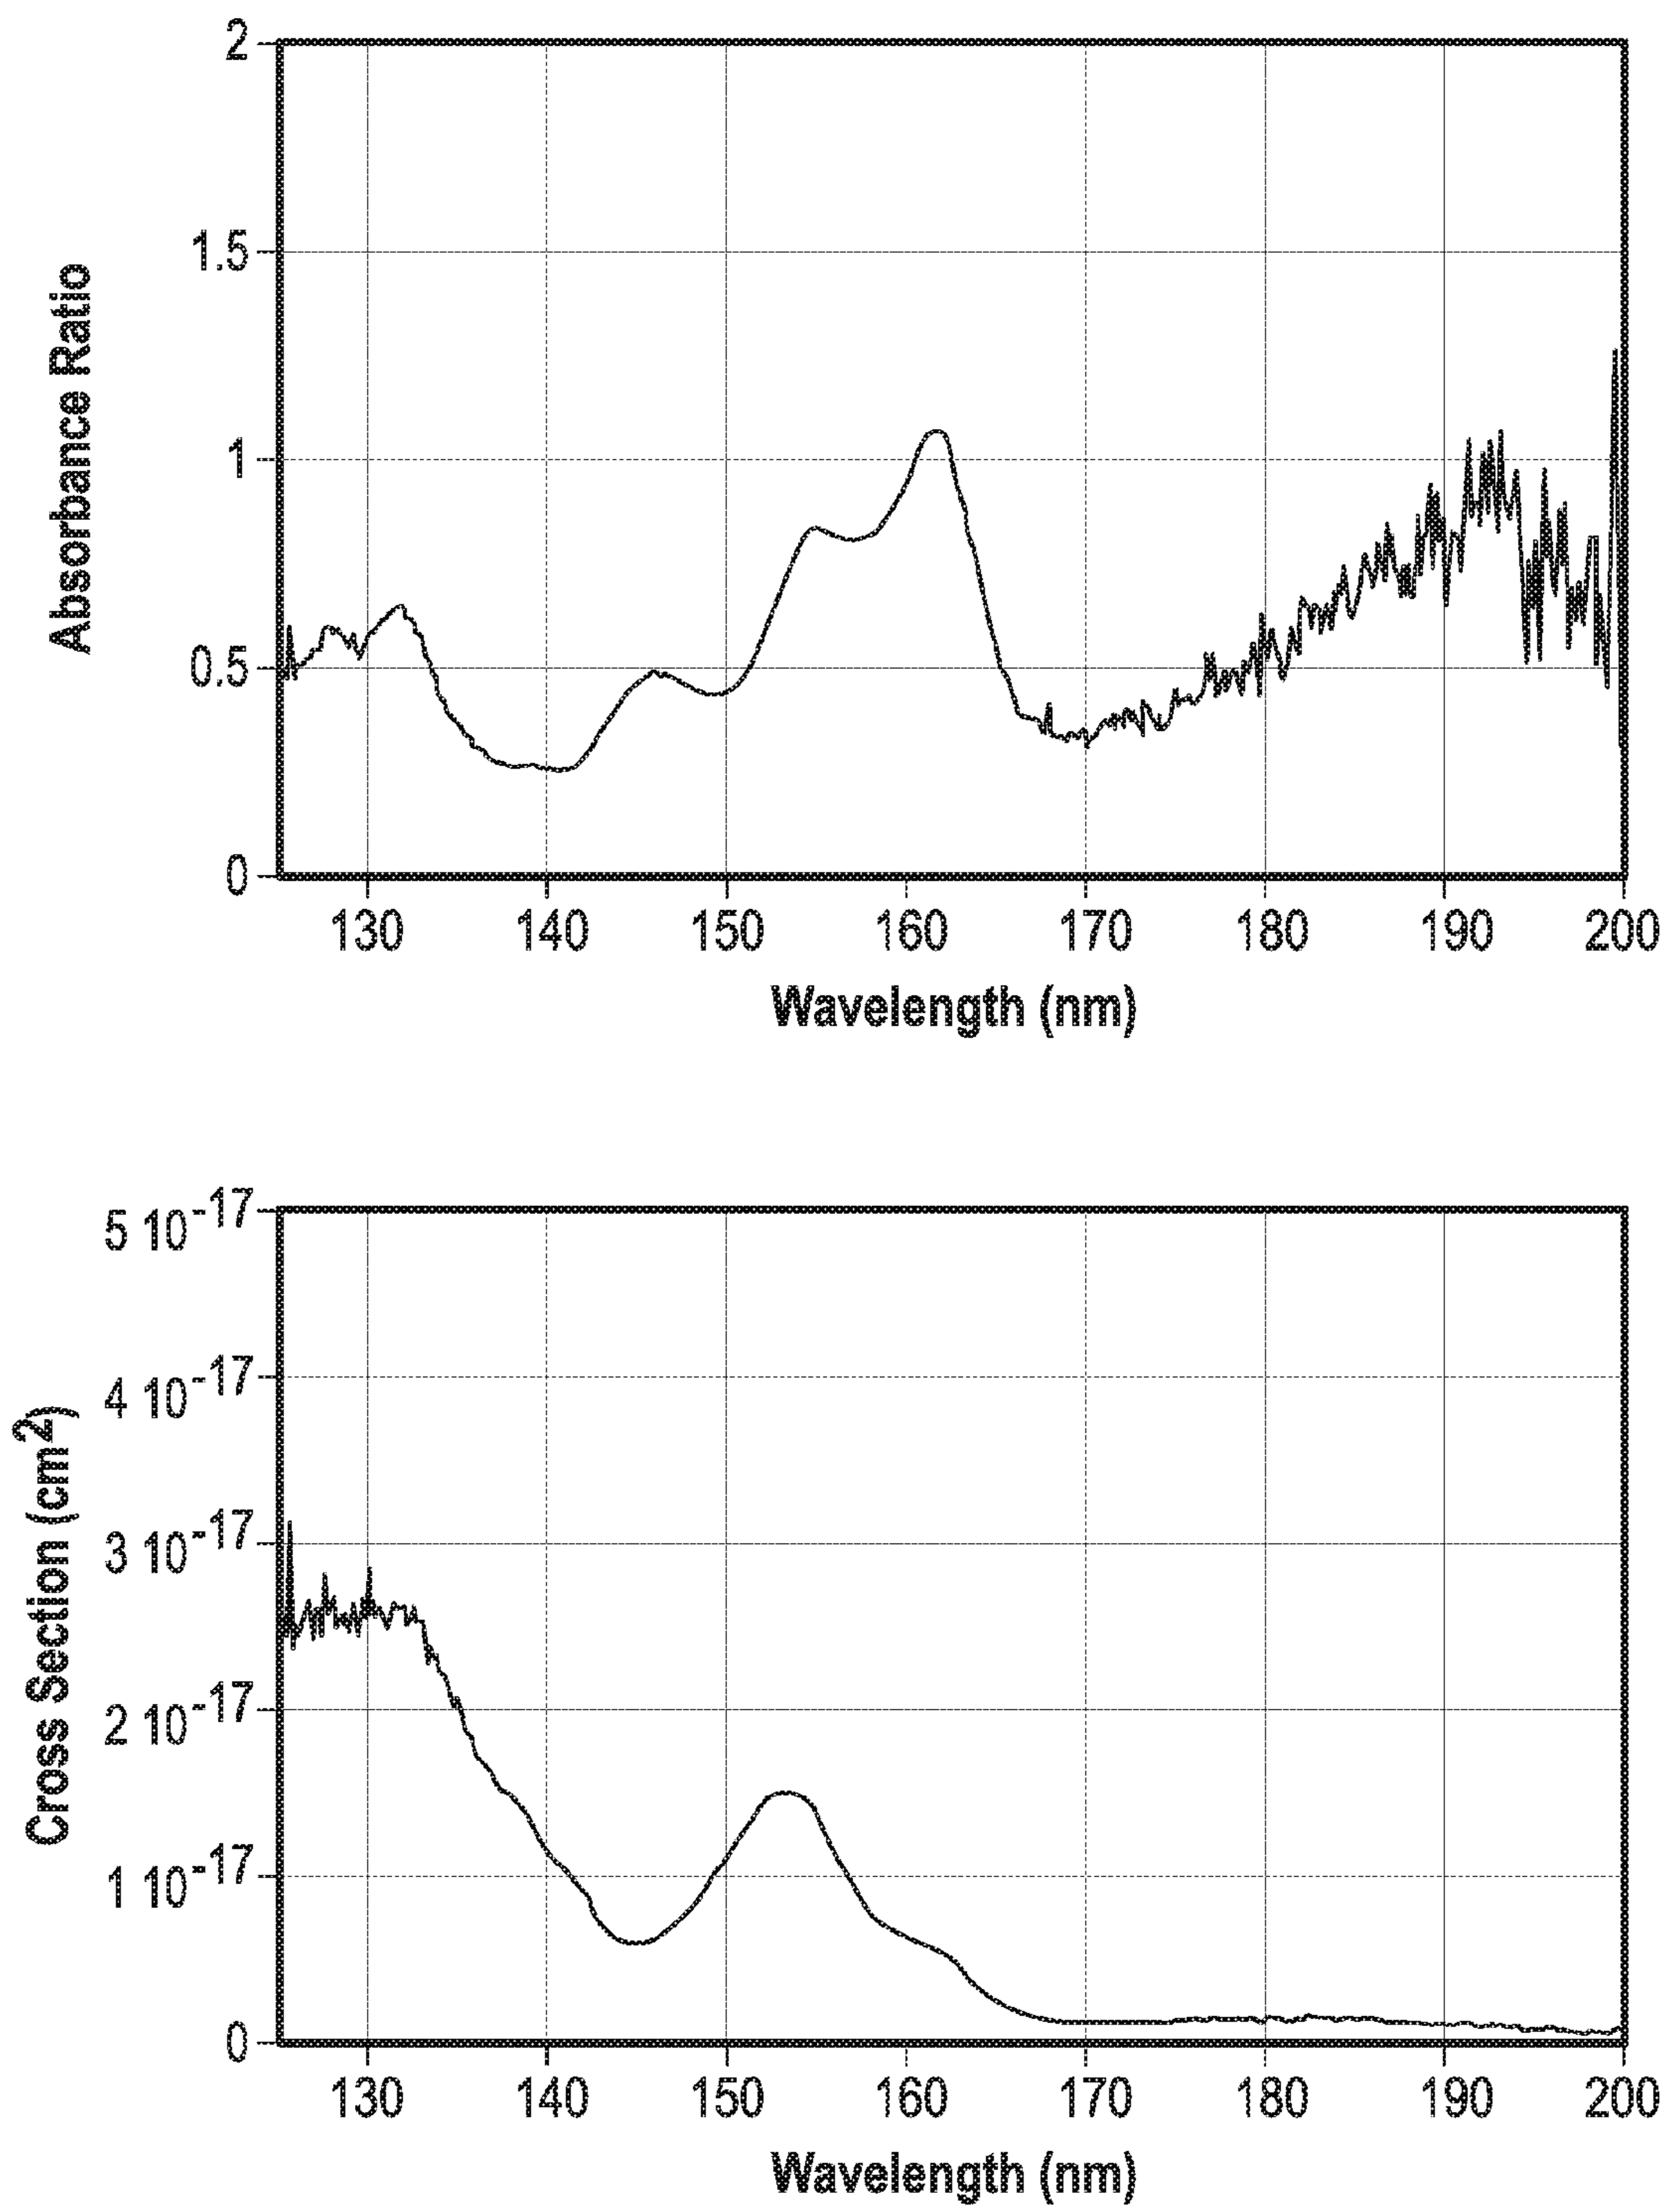 Absorbance Ratio
2
1.5
1
0.5
0
130 140 150 160 170 180 190 200
Wavelength (nm)
Cross Section (cm²)
5 10⁻¹⁷
4 10⁻¹⁷
3 10⁻¹⁷
2 10⁻¹⁷
1 10⁻¹⁷
0
130 140 150 160 170 180 190 200
Wavelength (nm)